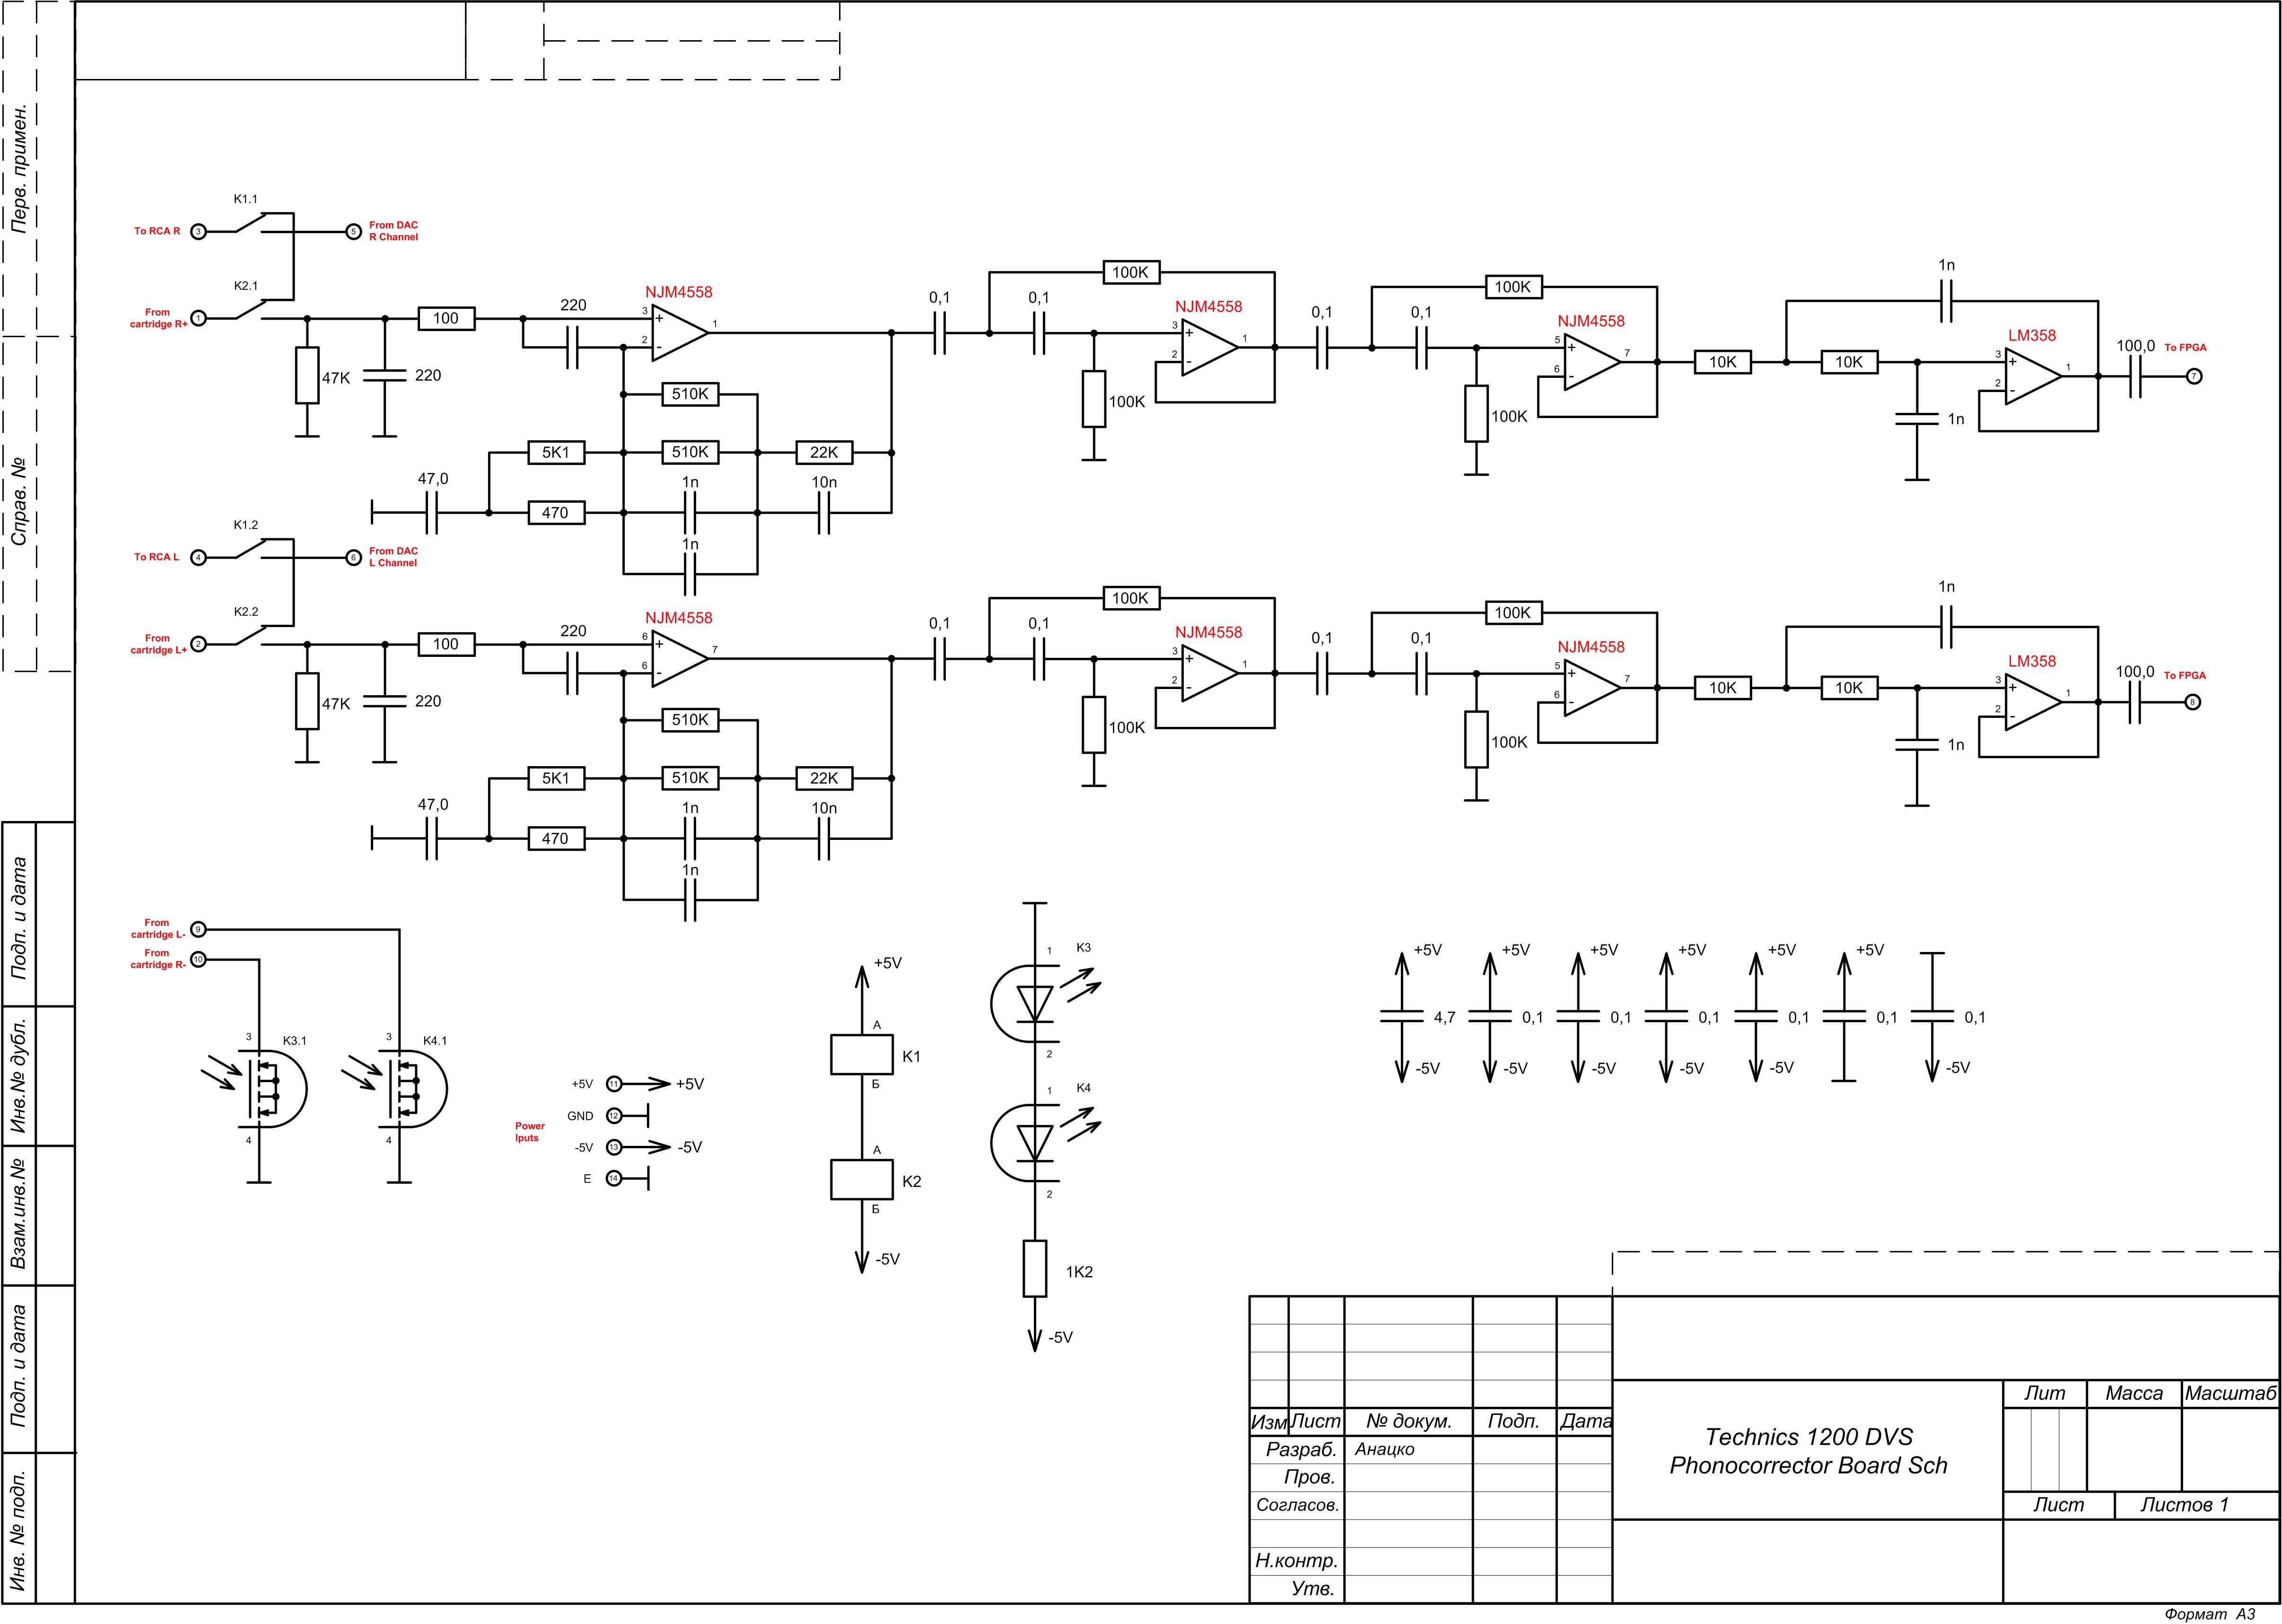 Перв. примен.
Справ. №
Подп. и дата
Инв.№ дубл.
Взам.инв.№
Подп. и дата
Инв. № подп.
K1.1
To RCA R
3
5
From DAC
R Channel
K2.1
From
cartridge R+
1
47K
220
100
220
NJM4558
3
+
2
-
1
510K
5K1
510K
22K
47,0
470
1n
10n
1n
0,1
0,1
100K
NJM4558
3
+
2
-
1
100K
0,1
0,1
100K
NJM4558
5
+
6
-
7
100K
10K
10K
1n
LM358
3
+
2
-
1
1n
100,0
To FPGA
7
K1.2
To RCA L
4
6
From DAC
L Channel
K2.2
From
cartridge L+
2
47K
220
100
220
NJM4558
6
+
6
-
7
510K
5K1
510K
22K
47,0
470
1n
10n
1n
0,1
0,1
100K
NJM4558
3
+
2
-
1
100K
0,1
0,1
100K
NJM4558
5
+
6
-
7
100K
10K
10K
1n
LM358
3
+
2
-
1
1n
100,0
To FPGA
8
From
cartridge L-
9
From
cartridge R-
10
3
K3.1
4
3
K4.1
4
Power
Iputs
+5V
11
+5V
GND
12
-5V
13
-5V
E
14
+5V
А
K1
Б
А
K2
Б
-5V
1
K3
2
1
K4
2
1K2
-5V
+5V
4,7
-5V
+5V
0,1
-5V
+5V
0,1
-5V
+5V
0,1
-5V
+5V
0,1
-5V
+5V
0,1
0,1
-5V
Изм Лист № докум. Подп. Дата
Разраб. Анацко
Пров.
Согласов.
Н.контр.
Утв.
Technics 1200 DVS
Phonocorrector Board Sch
Лит Масса Масштаб
Лист Листов 1
Формат А3